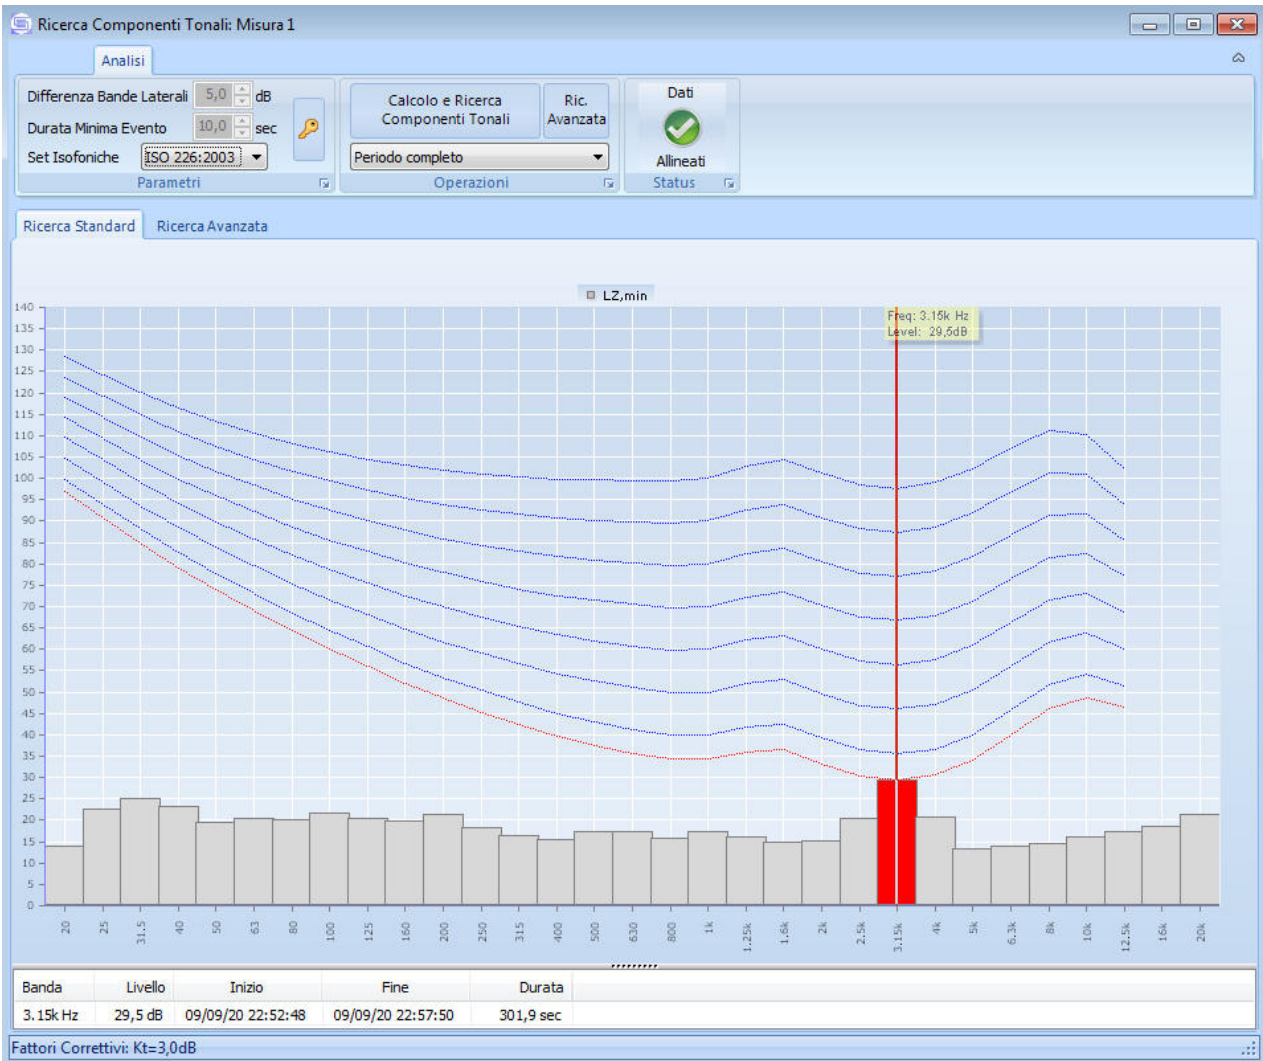 Ricerca Componenti Tonali: Misura 1
Analisi
Differenza Bande Laterali 5,0 dB
Durata Minima Evento 10,0 sec
Set Isofoniche ISO 226:2003
Parametri
Calcolo e Ricerca
Componenti Tonali
Ric.
Avanzata
Periodo completo
Operazioni
Dati
Allineati
Status
Ricerca Standard Ricerca Avanzata
LZ,min
Freq: 3.15k Hz
Level: 29,5dB
140
135
130
125
120
115
110
105
100
95
90
85
80
75
70
65
60
55
50
45
40
35
30
25
20
15
10
5
0
20 25 31.5 40 50 63 80 100 125 160 200 250 315 400 500 630 800 1k 1.25k 1.6k 2k 2.5k 3.15k 4k 5k 6.3k 8k 10k 12.5k 16k 20k
Banda Livello Inizio Fine Durata
3.15k Hz 29,5 dB 09/09/20 22:52:48 09/09/20 22:57:50 301,9 sec
Fattori Correttivi: Kt=3,0dB